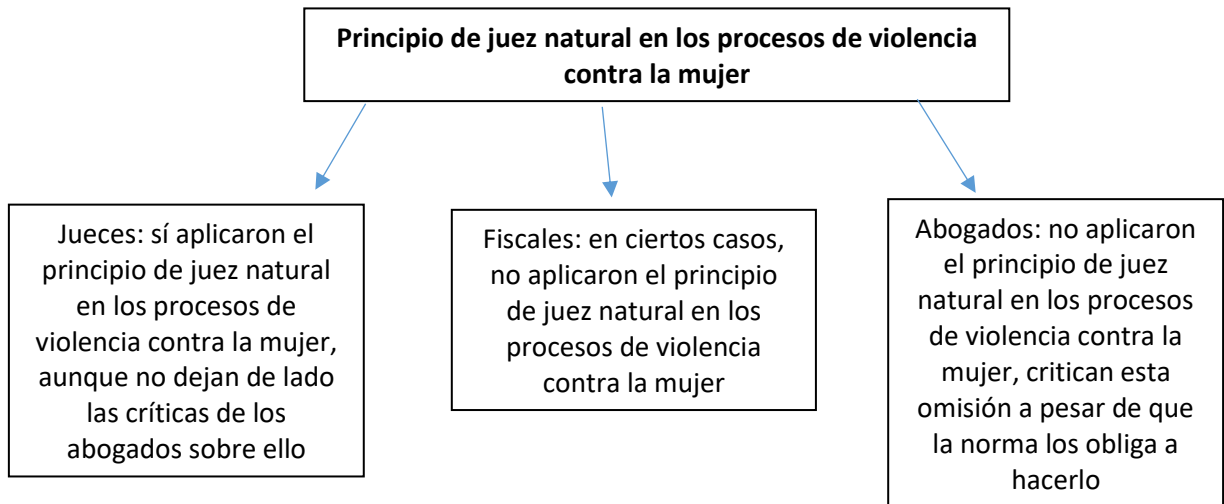 Principio de juez natural en los procesos de violencia
contra la mujer
Jueces: sí aplicaron el
principio de juez natural
en los procesos de
violencia contra la mujer,
aunque no dejan de lado
las críticas de los
abogados sobre ello
Fiscales: en ciertos casos,
no aplicaron el principio
de juez natural en los
procesos de violencia
contra la mujer
Abogados: no aplicaron
el principio de juez
natural en los procesos
de violencia contra la
mujer, critican esta
omisión a pesar de que
la norma los obliga a
hacerlo